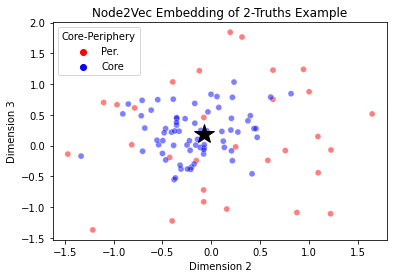 Node2Vec Embedding of 2-Truths Example
Core-Periphery
Per.
Core
2.0
1.5
1.0
0.5
0.0
−0.5
−1.0
−1.5
Dimension 3
−1.5 −1.0 −0.5 0.0 0.5 1.0 1.5
Dimension 2